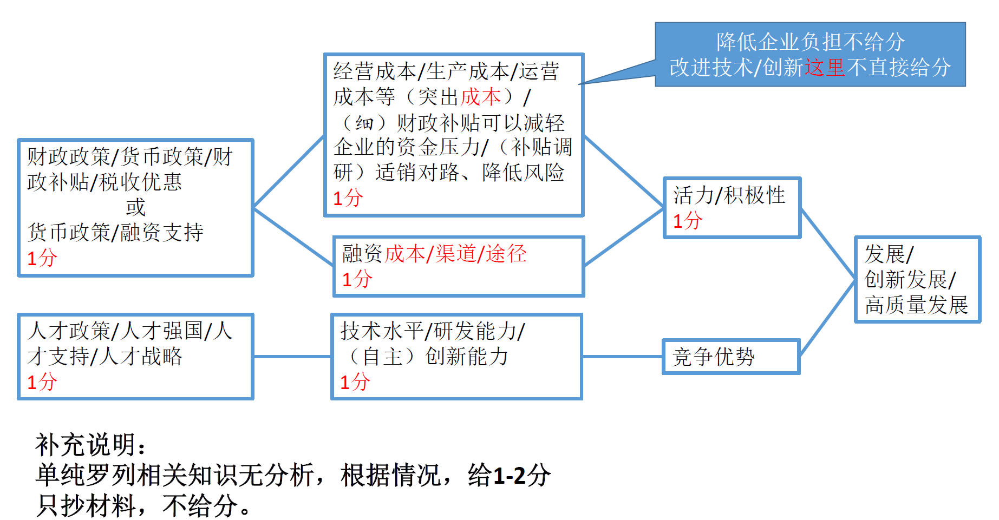 降低企业负担不给分
改进技术/创新这里不直接给分
经营成本/生产成本/运营
成本等（突出成本）/
（细）财政补贴可以减轻
企业的资金压力/（补贴调
研）适销对路、降低风险
1分
财政政策/货币政策/财
政补贴/税收优惠
或
货币政策/融资支持
1分
融资成本/渠道/途径
1分
活力/积极性
1分
发展/
创新发展/
高质量发展
人才政策/人才强国/人
才支持/人才战略
1分
技术水平/研发能力/
（自主）创新能力
1分
竞争优势
补充说明：
单纯罗列相关知识无分析，根据情况，给1-2分
只抄材料，不给分。